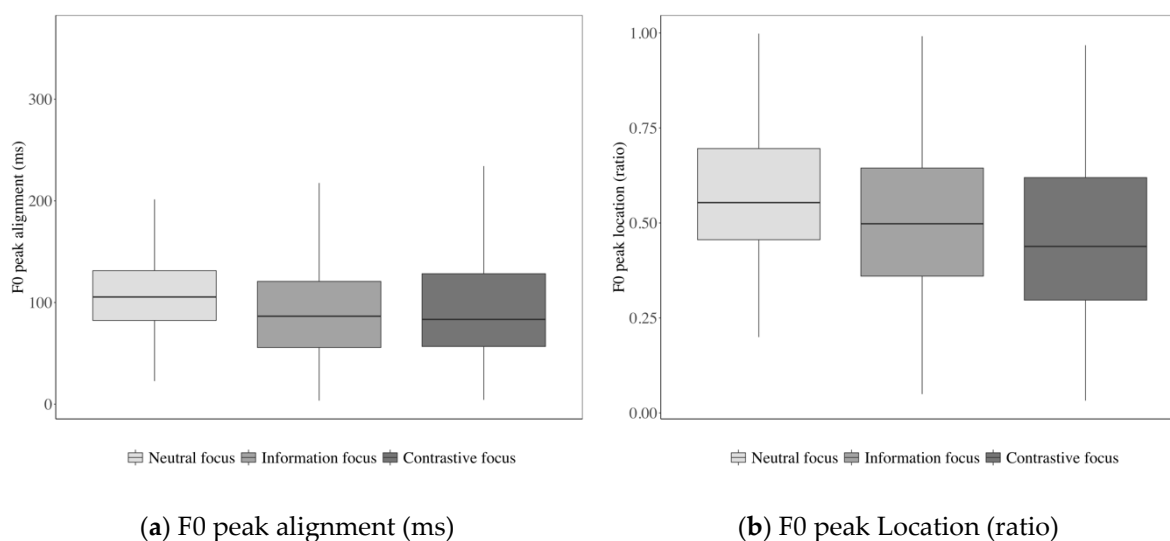 F0 peak alignment (ms)
300
200
100
0
Neutral focus Information focus Contrastive focus
(a) F0 peak alignment (ms)
F0 peak location (ratio)
1.00
0.75
0.50
0.25
0.00
Neutral focus Information focus Contrastive focus
(b) F0 peak Location (ratio)